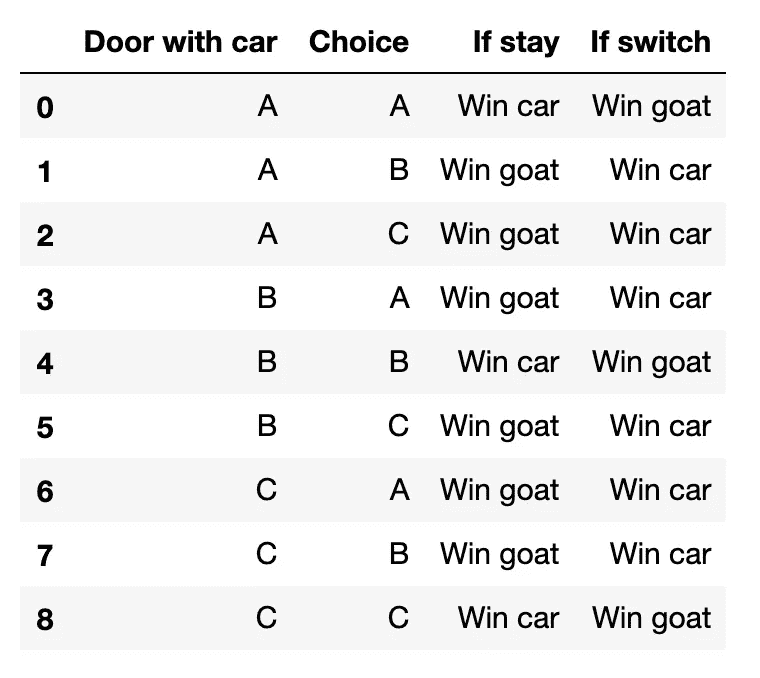 Door with car Choice If stay If switch
0 A A Win car Win goat
1 A B Win goat Win car
2 A C Win goat Win car
3 B A Win goat Win car
4 B B Win car Win goat
5 B C Win goat Win car
6 C A Win goat Win car
7 C B Win goat Win car
8 C C Win car Win goat